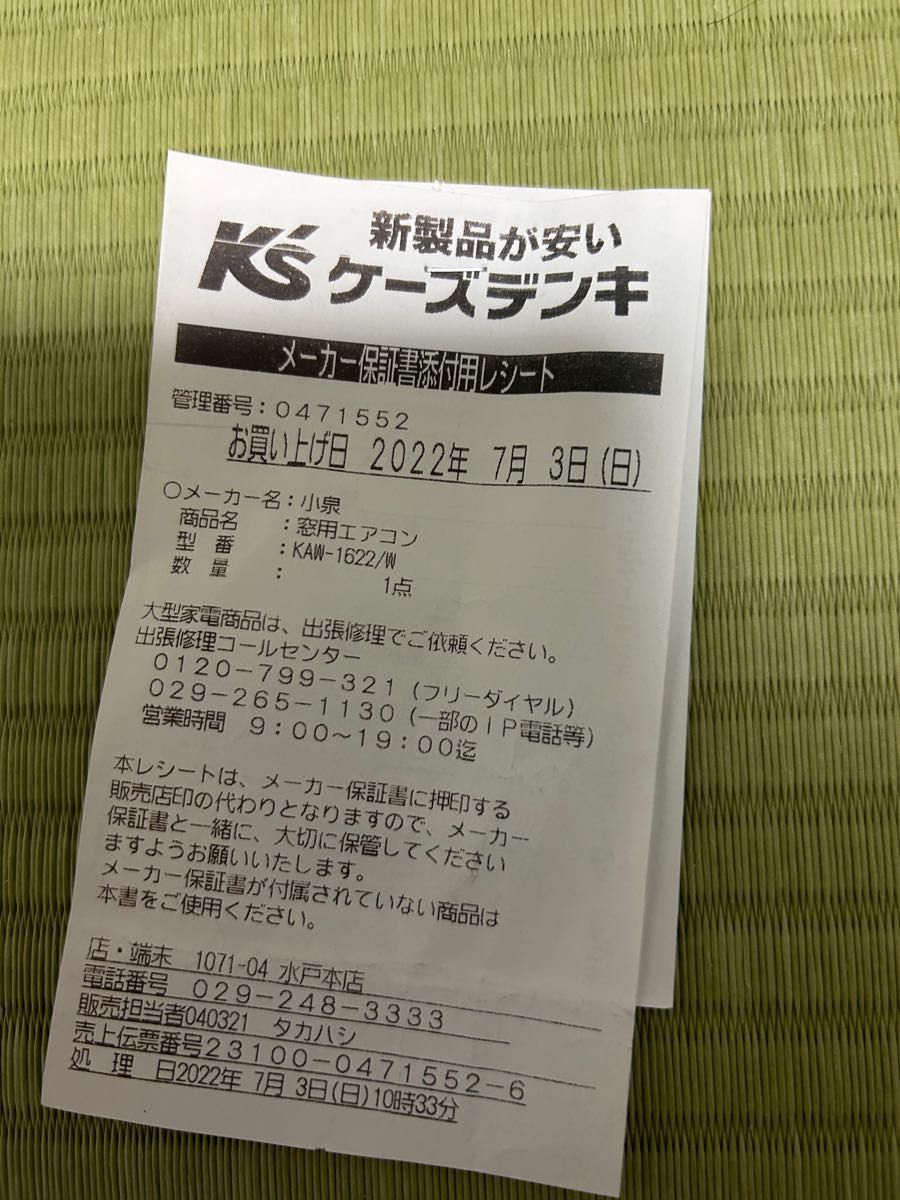 新製品が安い
K'sケーズデンキ
メーカー保証書添付用レシート
管理番号：0471552
お買い上げ日 2022年 7月 3日(日)
○メーカー名：小泉
商品名 ：窓用エアコン
型 番 ：KAW-1622/W
数 量 ： 1点
大型家電商品は、出張修理でご依頼ください。
出張修理コールセンター
0120-799-321（フリーダイヤル）
029-265-1130（一部のIP電話等）
営業時間 9：00～19：00迄
本レシートは、メーカー保証書に押印する
販売店印の代わりとなりますので、メーカー
保証書と一緒に、大切に保管してください
ますようお願いいたします。
メーカー保証書が付属されていない商品は
本書をご使用ください。
店・端末 1071-04 水戸本店
電話番号 029-248-3333
販売担当者040321 タカハシ
売上伝票番号23100-0471552-6
処 理 日2022年 7月 3日(日)10時33分